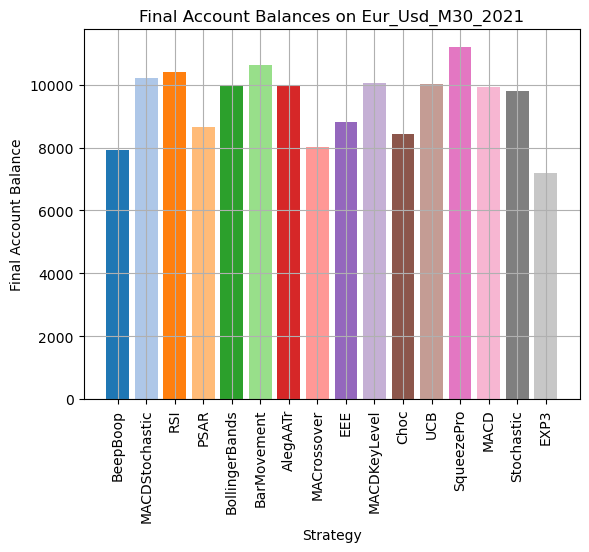 Final Account Balances on Eur_Usd_M30_2021
Final Account Balance
10000
8000
6000
4000
2000
0
BeepBoop
MACDStochastic
RSI
PSAR
BollingerBands
BarMovement
AlegAATr
MACrossover
EEE
MACDKeyLevel
Choc
UCB
SqueezePro
MACD
Stochastic
EXP3
Strategy